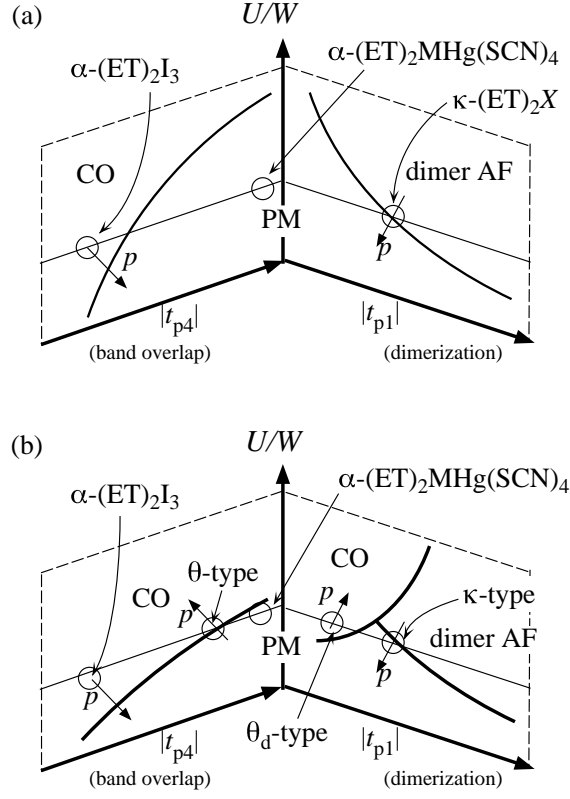 (a)
U/W
α-(ET)2MHg(SCN)4
α-(ET)2I3
κ-(ET)2X
CO
dimer AF
PM
p
p
|tp4|
|tp1|
(band overlap)
(dimerization)
(b)
U/W
α-(ET)2I3
α-(ET)2MHg(SCN)4
CO
θ-type
CO
κ-type
p
p
PM
dimer AF
p
p
|tp4|
θd-type
|tp1|
(band overlap)
(dimerization)